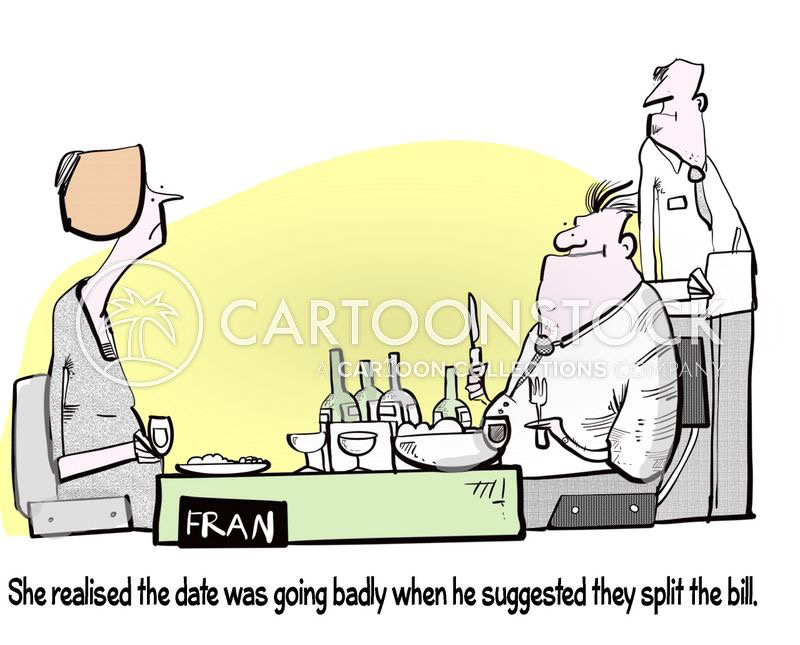 CARTOONSTOCK
A CARTOON COLLECTIONS COMPANY
FRAN
She realised the date was going badly when he suggested they split the bill.